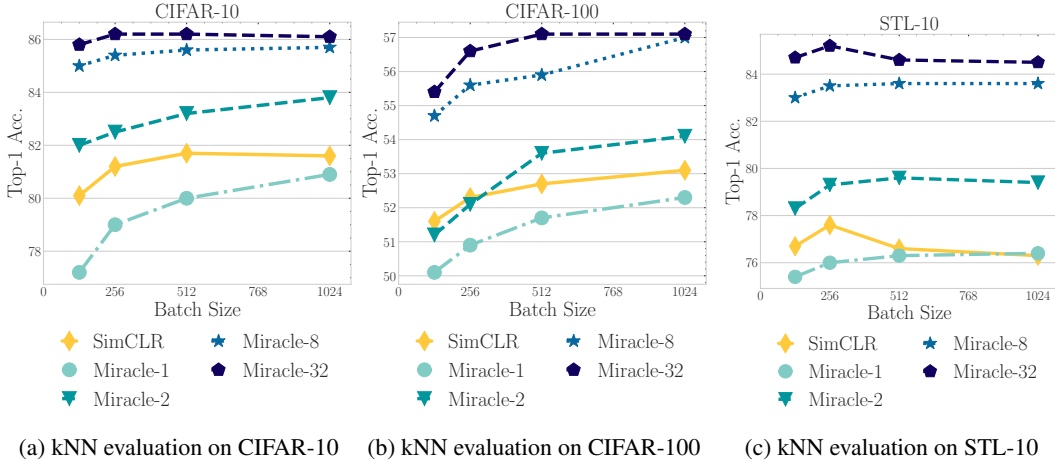 CIFAR-10
86
84
82
80
78
Top-1 Acc.
0
256
512
768
1024
Batch Size
SimCLR
Miracle-1
Miracle-2
Miracle-8
Miracle-32
(a) kNN evaluation on CIFAR-10
CIFAR-100
57
56
55
54
53
52
51
50
Top-1 Acc.
0
256
512
768
1024
Batch Size
SimCLR
Miracle-1
Miracle-2
Miracle-8
Miracle-32
(b) kNN evaluation on CIFAR-100
STL-10
84
82
80
78
76
Top-1 Acc.
0
256
512
768
1024
Batch Size
SimCLR
Miracle-1
Miracle-2
Miracle-8
Miracle-32
(c) kNN evaluation on STL-10